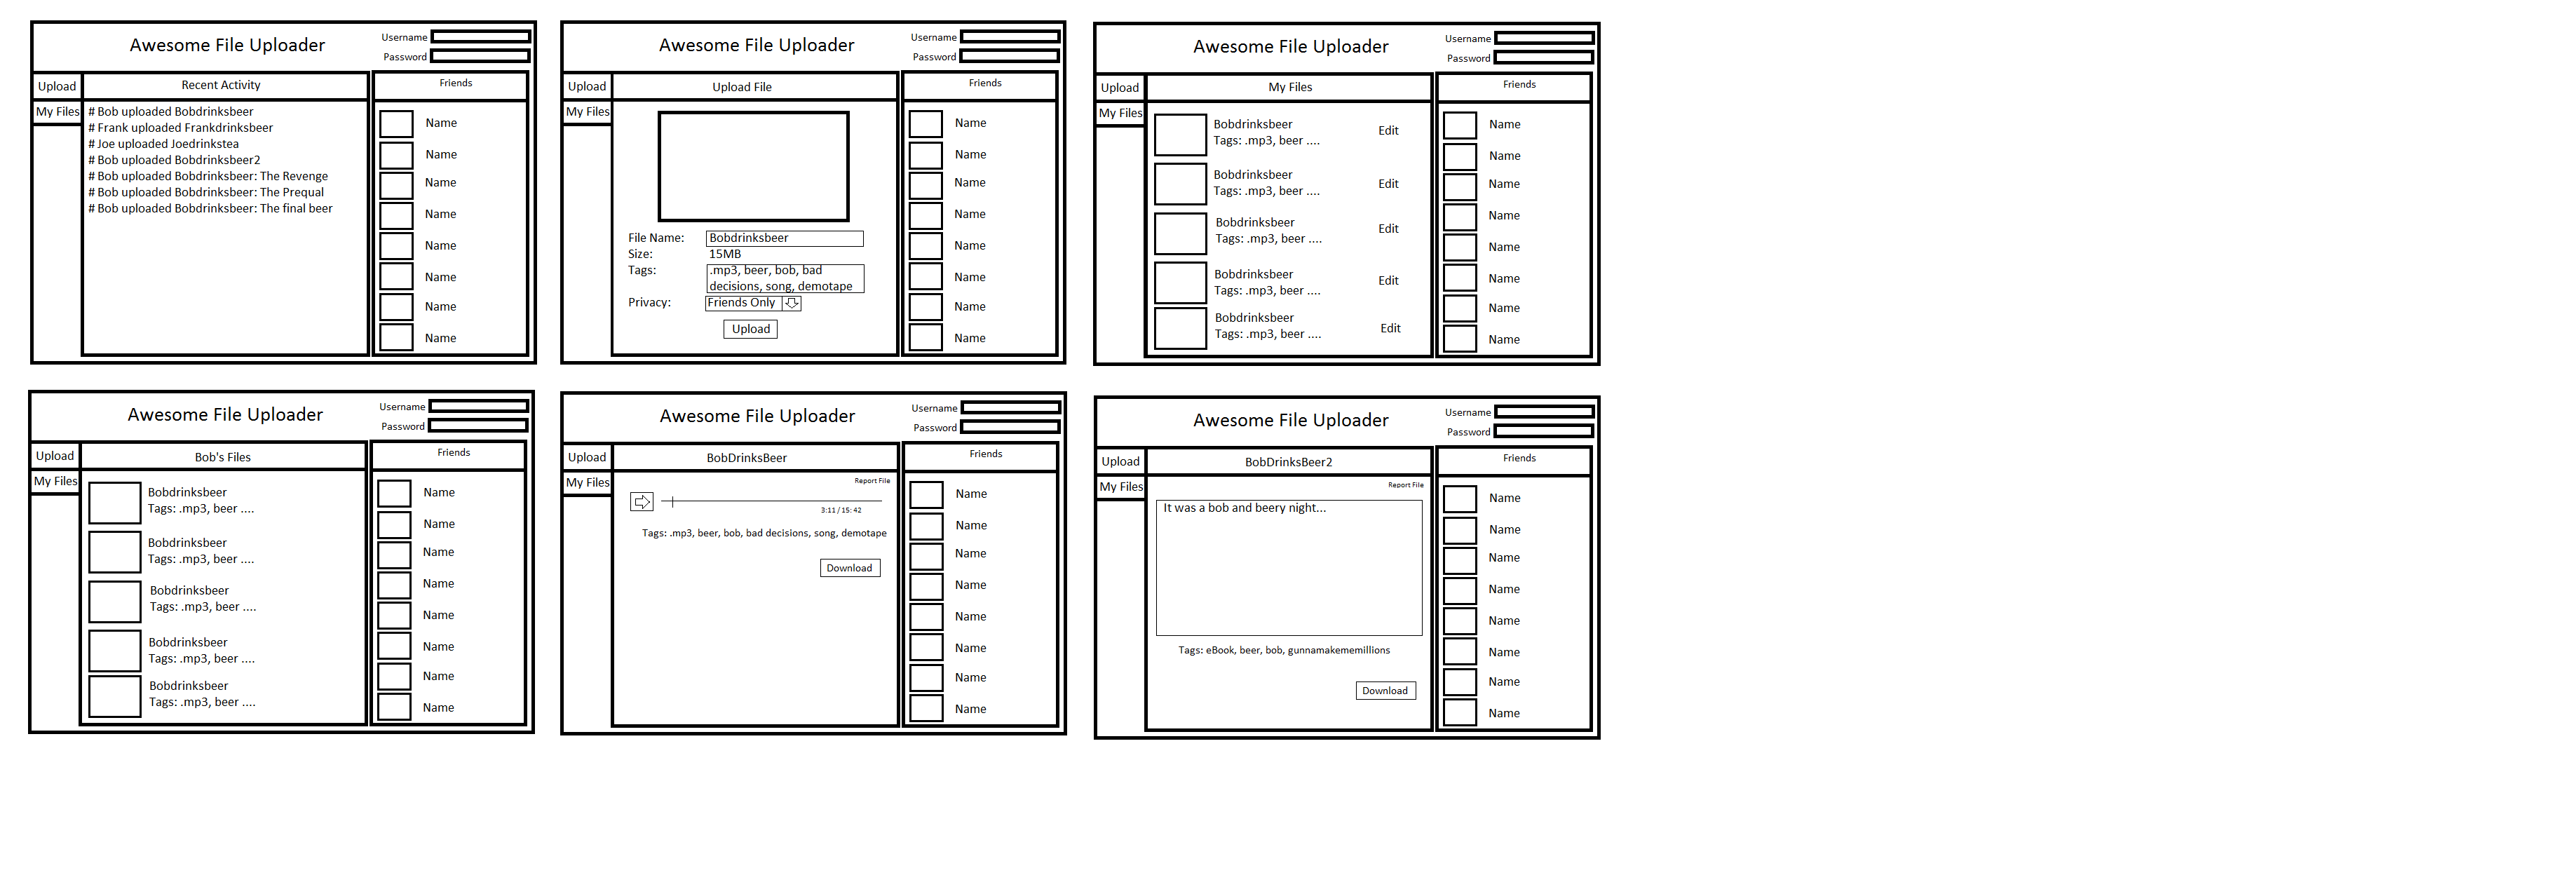 Awesome File Uploader
Username
Password
Upload
My Files
Recent Activity
# Bob uploaded Bobdrinksbeer
# Frank uploaded Frankdrinksbeer
# Joe uploaded Joedrinkstea
# Bob uploaded Bobdrinksbeer2
# Bob uploaded Bobdrinksbeer: The Revenge
# Bob uploaded Bobdrinksbeer: The Prequal
# Bob uploaded Bobdrinksbeer: The final beer
Friends
Name
Name
Name
Name
Name
Name
Name
Name
Awesome File Uploader
Username
Password
Upload
My Files
Upload File
File Name: Bobdrinksbeer
Size: 15MB
Tags: .mp3, beer, bob, bad
decisions, song, demotape
Privacy: Friends Only
Upload
Friends
Name
Name
Name
Name
Name
Name
Name
Name
Awesome File Uploader
Username
Password
Upload
My Files
My Files
Bobdrinksbeer
Tags: .mp3, beer ....
Edit
Bobdrinksbeer
Tags: .mp3, beer ....
Edit
Bobdrinksbeer
Tags: .mp3, beer ....
Edit
Bobdrinksbeer
Tags: .mp3, beer ....
Edit
Bobdrinksbeer
Tags: .mp3, beer ....
Edit
Friends
Name
Name
Name
Name
Name
Name
Name
Name
Awesome File Uploader
Username
Password
Upload
My Files
Bob's Files
Bobdrinksbeer
Tags: .mp3, beer ....
Bobdrinksbeer
Tags: .mp3, beer ....
Bobdrinksbeer
Tags: .mp3, beer ....
Bobdrinksbeer
Tags: .mp3, beer ....
Bobdrinksbeer
Tags: .mp3, beer ....
Friends
Name
Name
Name
Name
Name
Name
Name
Name
Awesome File Uploader
Username
Password
Upload
My Files
BobDrinksBeer
Report File
3:11 / 15: 42
Tags: .mp3, beer, bob, bad decisions, song, demotape
Download
Friends
Name
Name
Name
Name
Name
Name
Name
Name
Awesome File Uploader
Username
Password
Upload
My Files
BobDrinksBeer2
Report File
It was a bob and beery night...
Tags: eBook, beer, bob, gunnamakememillions
Download
Friends
Name
Name
Name
Name
Name
Name
Name
Name